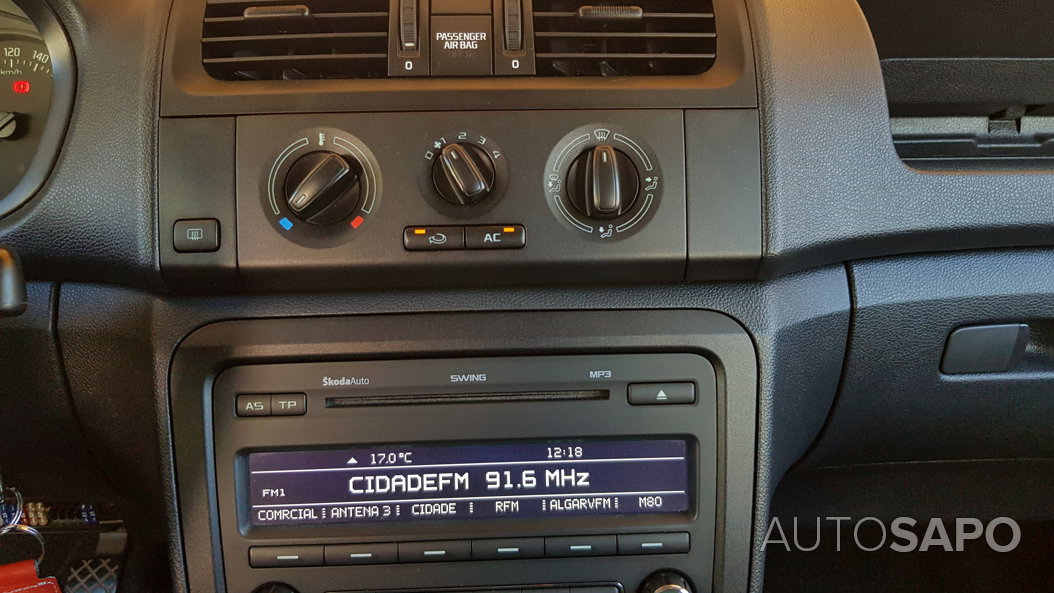 120
140
km/h
PASSENGER
AIR BAG
0
0
0 1 2 3 4
AC
ŠkodaAuto
SWING
MP3
AS
TP
17.0°C
12:18
FM1
CIDADEFM 91.6 MHz
COMRCIAL ANTENA 3 CIDADE RFM ALGARVFM M80
AUTOSAPO